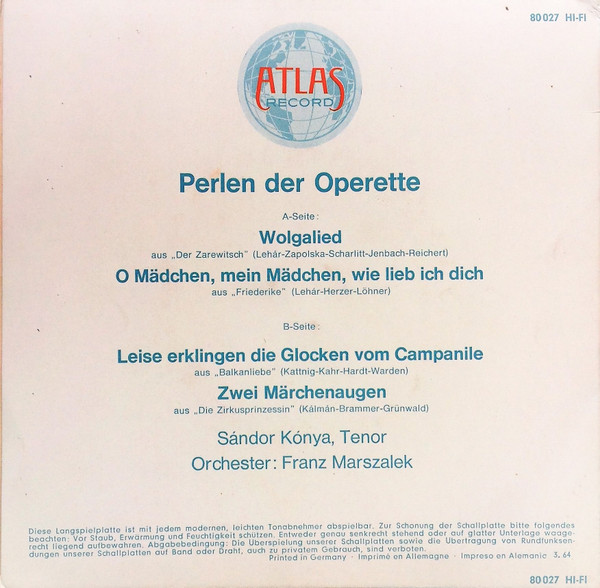 80 027 HI-FI
ATLAS
RECORD
Perlen der Operette
A-Seite:
Wolgalied
aus „Der Zarewitsch" (Lehár-Zapolska-Scharlitt-Jenbach-Reichert)
O Mädchen, mein Mädchen, wie lieb ich dich
aus „Friederike" (Lehár-Herzer-Löhner)
B-Seite:
Leise erklingen die Glocken vom Campanile
aus „Balkanliebe" (Kattnig-Kahr-Hardt-Warden)
Zwei Märchenaugen
aus „Die Zirkusprinzessin" (Kálmán-Brammer-Grünwald)
Sándor Kónya, Tenor
Orchester: Franz Marszalek
Diese Langspielplatte ist mit jedem modernen, leichten Tonabnehmer abspielbar. Zur Schonung der Schallplatte bitte folgendes
beachten: Vor Staub, Erwärmung und Feuchtigkeit schützen. Entweder genau senkrecht stehend oder auf glatter Unterlage waage-
recht liegend aufbewahren. Abgabebedingung: Die Überspielung unserer Schallplatten sowie die Übertragung von Rundfunksen-
dungen unserer Schallplatten auf Band oder Draht, auch zu privatem Gebrauch, sind verboten.
Printed in Germany · Imprimé en Allemagne · Impreso en Alemanic 3.64
80 027 HI-FI